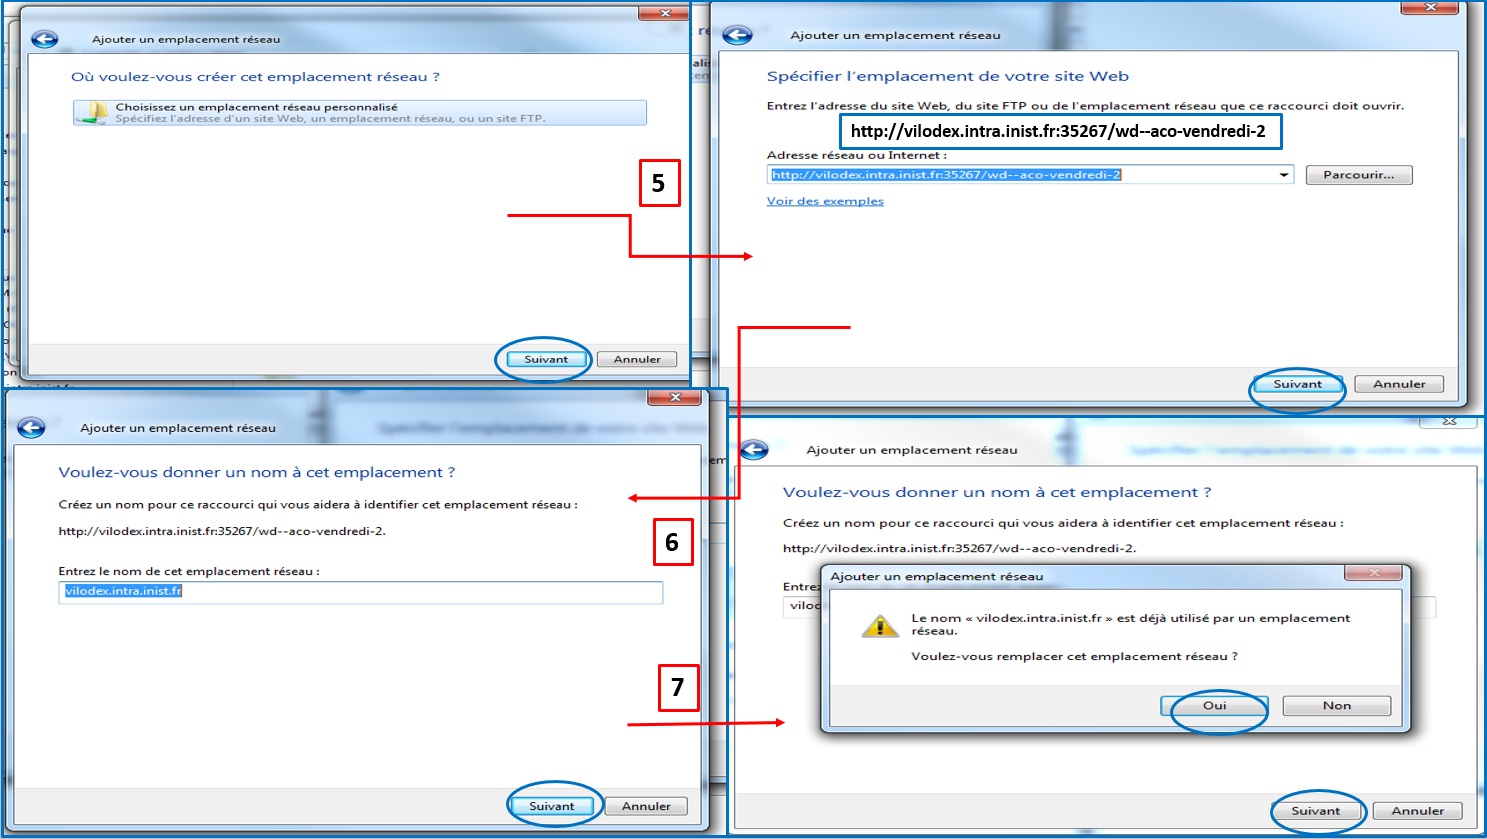 Ajouter un emplacement réseau
Où voulez-vous créer cet emplacement réseau ?
Choisissez un emplacement réseau personnalisé
Spécifiez l'adresse d'un site Web, un emplacement réseau, ou un site FTP.
5
Suivant
Annuler
Ajouter un emplacement réseau
Spécifier l'emplacement de votre site Web
Entrez l'adresse du site Web, du site FTP ou de l'emplacement réseau que ce raccourci doit ouvrir.
http://vilodex.intra.inist.fr:35267/wd--aco-vendredi-2
Adresse réseau ou Internet :
http://vilodex.intra.inist.fr:35267/wd--aco-vendredi-2
Parcourir...
Voir des exemples
Suivant
Annuler
Ajouter un emplacement réseau
Voulez-vous donner un nom à cet emplacement ?
Créez un nom pour ce raccourci qui vous aidera à identifier cet emplacement réseau :
http://vilodex.intra.inist.fr:35267/wd--aco-vendredi-2.
6
Entrez le nom de cet emplacement réseau :
vilodex.intra.inist.fr
7
Suivant
Annuler
Ajouter un emplacement réseau
Voulez-vous donner un nom à cet emplacement ?
Créez un nom pour ce raccourci qui vous aidera à identifier cet emplacement réseau :
http://vilodex.intra.inist.fr:35267/wd--aco-vendredi-2.
Entrez
vilod
Ajouter un emplacement réseau
Le nom « vilodex.intra.inist.fr » est déjà utilisé par un emplacement
réseau.
Voulez-vous remplacer cet emplacement réseau ?
Oui
Non
Suivant
Annuler